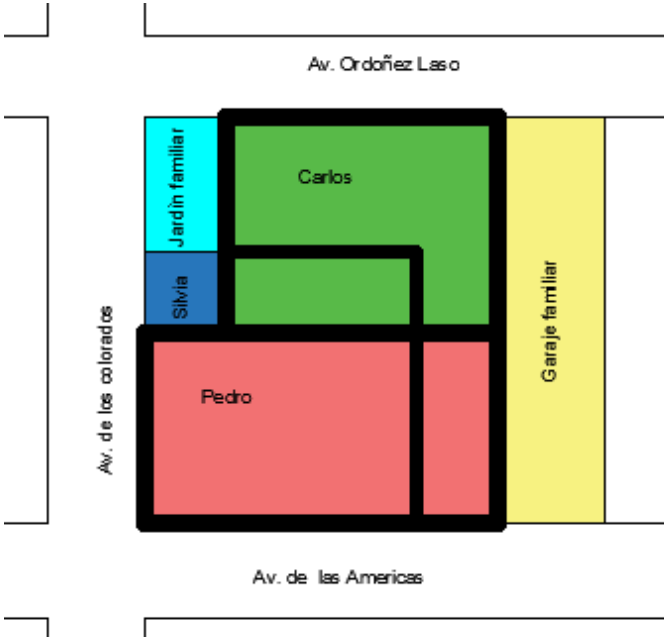 Av. Ordoñez Laso
Jardìn familiar
Carlos
Silvia
Garaje familiar
Av. de los colorados
Pedro
Av. de las Americas